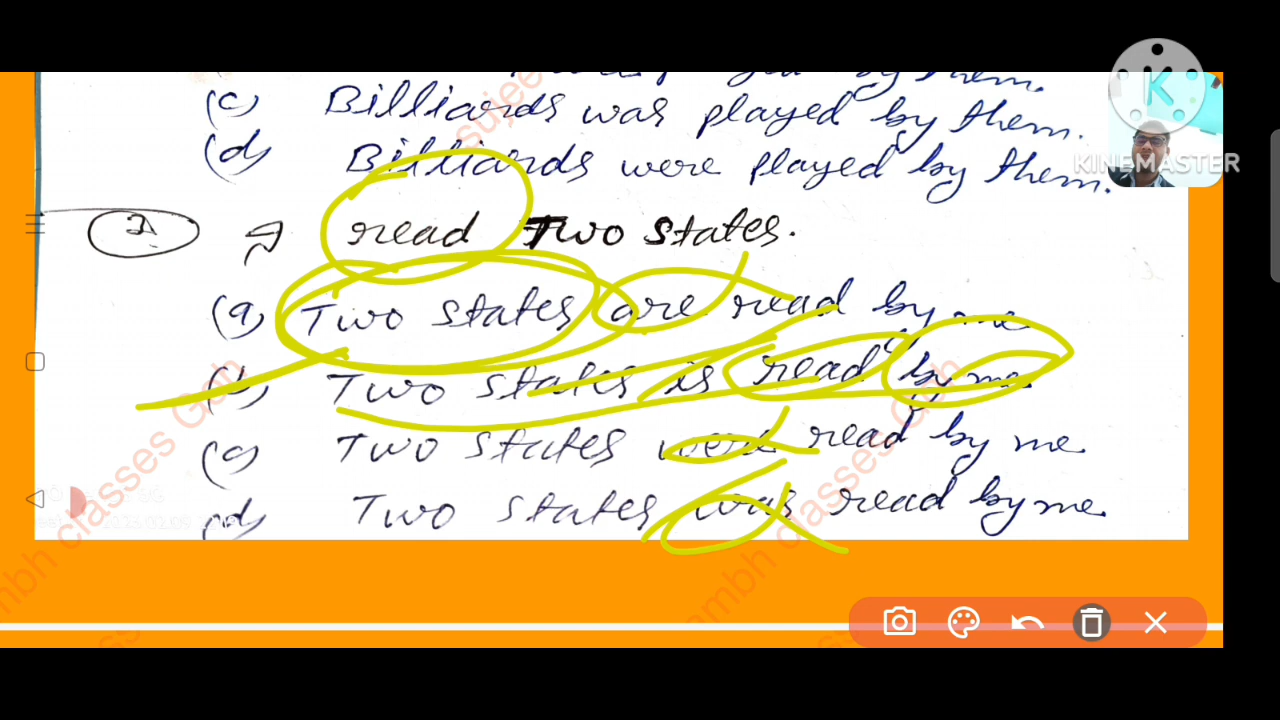 (c) Billiards was played by them.
(d) Billiards were played by them.
KINEMASTER
2 I read Two States.
(a) Two States are read by me.
(b) Two States is read by me.
(c) Two States were read by me.
(d) Two States was read by me.